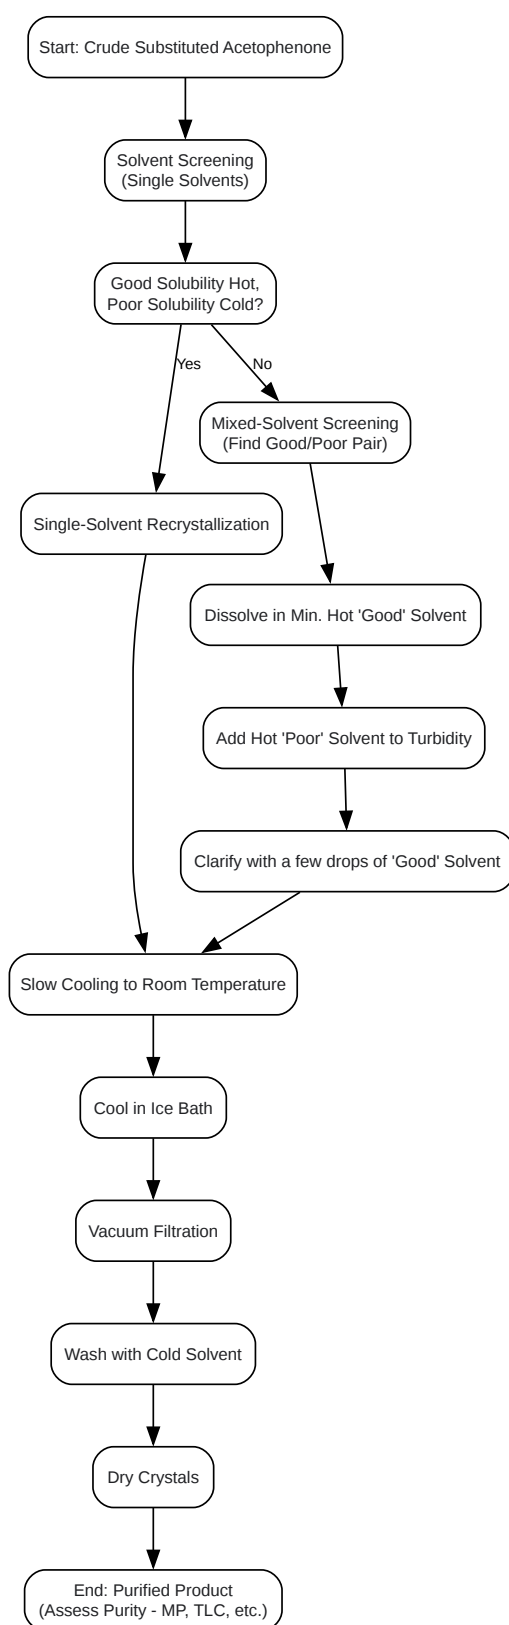 Start: Crude Substituted Acetophenone
Solvent Screening
(Single Solvents)
Good Solubility Hot,
Poor Solubility Cold?
Yes
No
Mixed-Solvent Screening
(Find Good/Poor Pair)
Single-Solvent Recrystallization
Dissolve in Min. Hot 'Good' Solvent
Add Hot 'Poor' Solvent to Turbidity
Clarify with a few drops of 'Good' Solvent
Slow Cooling to Room Temperature
Cool in Ice Bath
Vacuum Filtration
Wash with Cold Solvent
Dry Crystals
End: Purified Product
(Assess Purity - MP, TLC, etc.)